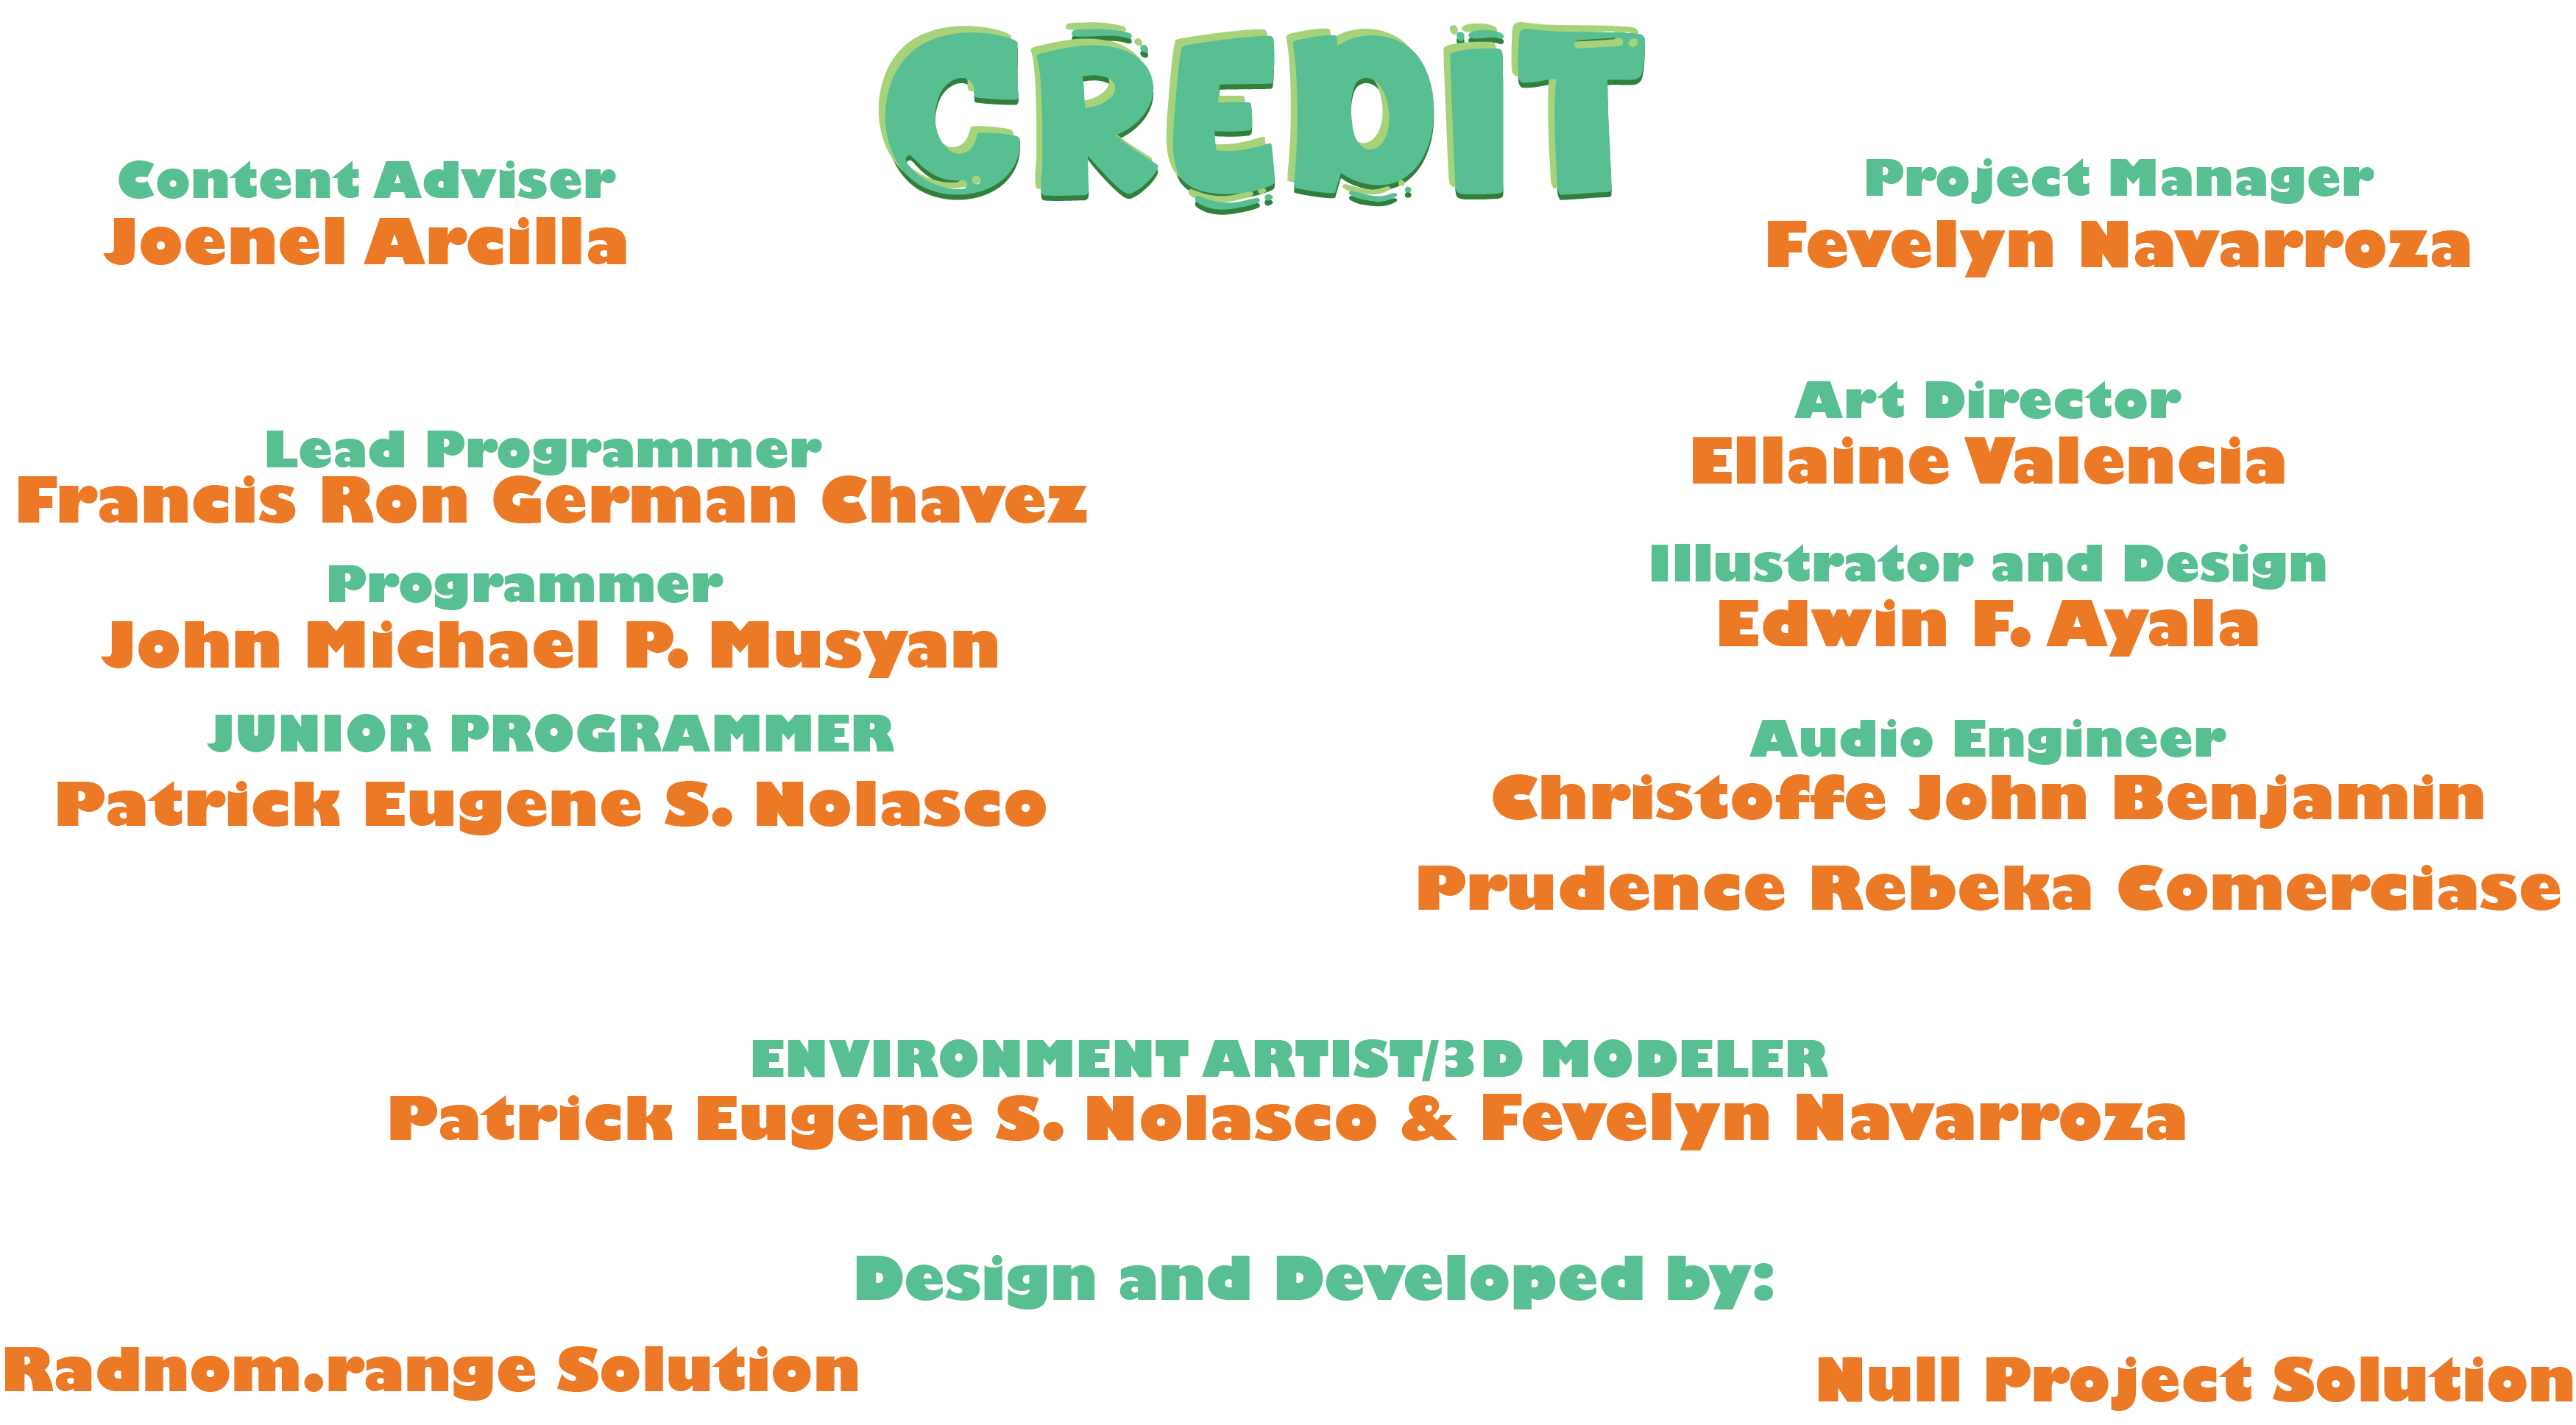 CREDIT
Content Adviser
Joenel Arcilla
Project Manager
Fevelyn Navarroza
Lead Programmer
Francis Ron German Chavez
Programmer
John Michael P. Musyan
JUNIOR PROGRAMMER
Patrick Eugene S. Nolasco
Art Director
Ellaine Valencia
Illustrator and Design
Edwin F. Ayala
Audio Engineer
Christoffe John Benjamin
Prudence Rebeka Comerciase
ENVIRONMENT ARTIST/3D MODELER
Patrick Eugene S. Nolasco & Fevelyn Navarroza
Design and Developed by:
Radnom.range Solution
Null Project Solution